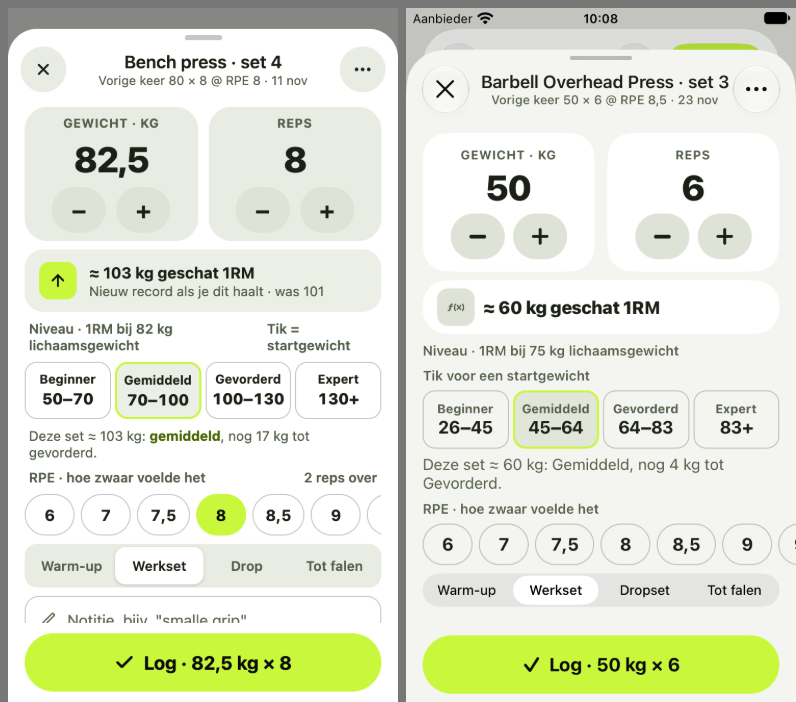 Bench press · set 4
Vorige keer 80 × 8 @ RPE 8 · 11 nov
GEWICHT · KG
REPS
82,5
8
− +
− +
≈ 103 kg geschat 1RM
Nieuw record als je dit haalt · was 101
Niveau · 1RM bij 82 kg
lichaamsgewicht
Tik =
startgewicht
Beginner
50–70
Gemiddeld
70–100
Gevorderd
100–130
Expert
130+
Deze set ≈ 103 kg: gemiddeld, nog 17 kg tot
gevorderd.
RPE · hoe zwaar voelde het
2 reps over
6 7 7,5 8 8,5 9
Warm-up Werkset Drop Tot falen
Notitie, bijv. "smalle grip"
Log · 82,5 kg × 8
Aanbieder 10:08
Barbell Overhead Press · set 3
Vorige keer 50 × 6 @ RPE 8,5 · 23 nov
GEWICHT · KG
REPS
50
6
− +
− +
f(x) ≈ 60 kg geschat 1RM
Niveau · 1RM bij 75 kg lichaamsgewicht
Tik voor een startgewicht
Beginner
26–45
Gemiddeld
45–64
Gevorderd
64–83
Expert
83+
Deze set ≈ 60 kg: Gemiddeld, nog 4 kg tot
Gevorderd.
RPE · hoe zwaar voelde het
6 7 7,5 8 8,5 9
Warm-up Werkset Dropset Tot falen
Log · 50 kg × 6